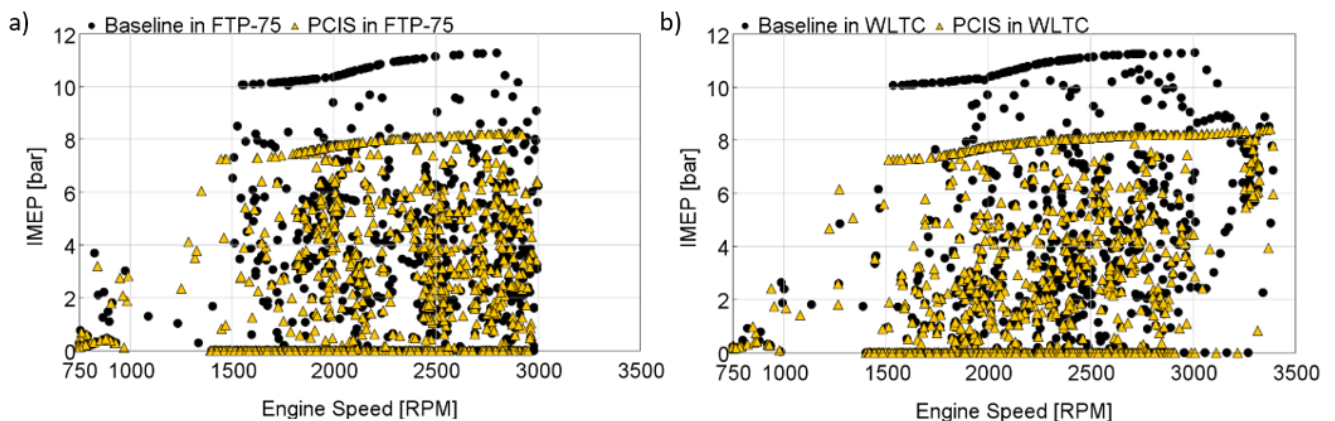 a)
Baseline in FTP-75 PCIS in FTP-75
12
10
8
6
4
2
0
IMEP [bar]
750 1000 1500 2000 2500 3000 3500
Engine Speed [RPM]
b)
Baseline in WLTC PCIS in WLTC
12
10
8
6
4
2
0
IMEP [bar]
750 1000 1500 2000 2500 3000 3500
Engine Speed [RPM]